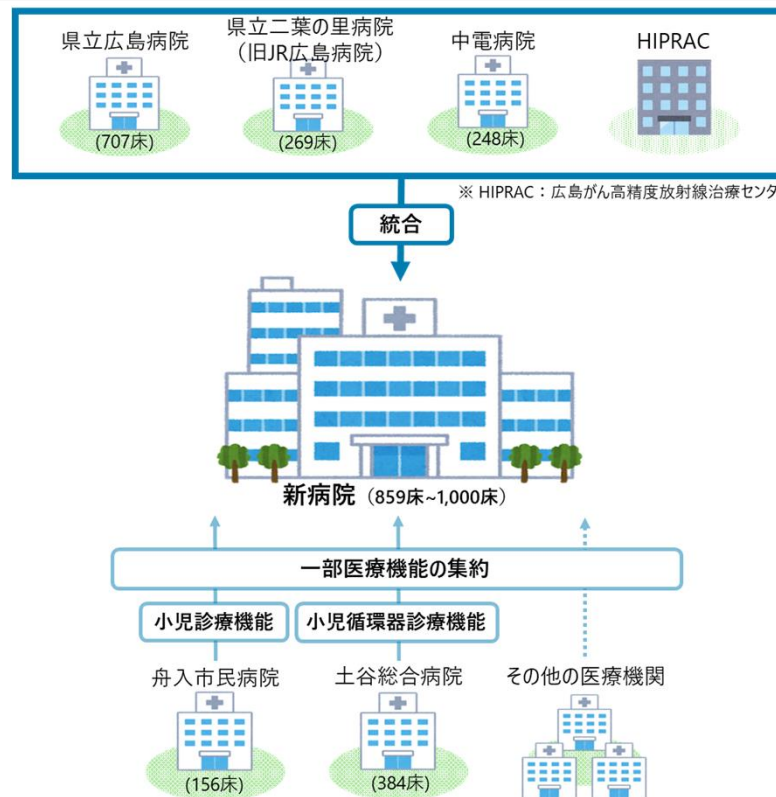 県立広島病院
県立二葉の里病院
（旧JR広島病院）
中電病院
HIPRAC
(707床)
(269床)
(248床)
※ HIPRAC：広島がん高精度放射線治療センタ
統合
新病院（859床~1,000床）
一部医療機能の集約
小児診療機能
小児循環器診療機能
舟入市民病院
土谷総合病院
その他の医療機関
(156床)
(384床)